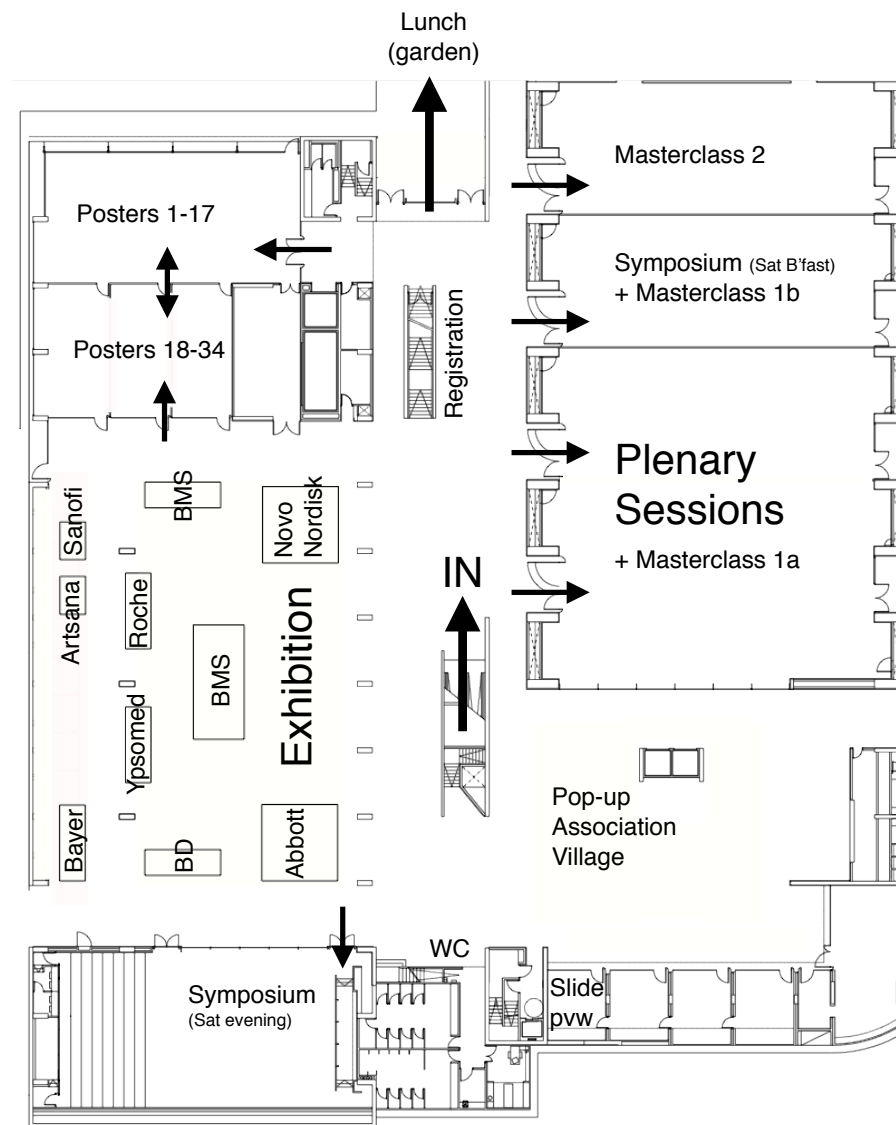 Lunch
(garden)
Masterclass 2
Posters 1-17
Symposium (Sat B'fast)
+ Masterclass 1b
Registration
Posters 18-34
Plenary
Sessions
+ Masterclass 1a
BMS
Novo
Nordisk
Sanofi
IN
Artsana
Roche
Exhibition
BMS
Ypsomed
Pop-up
Association
Village
Bayer
BD
Abbott
WC
Symposium
(Sat evening)
Slide
pvw